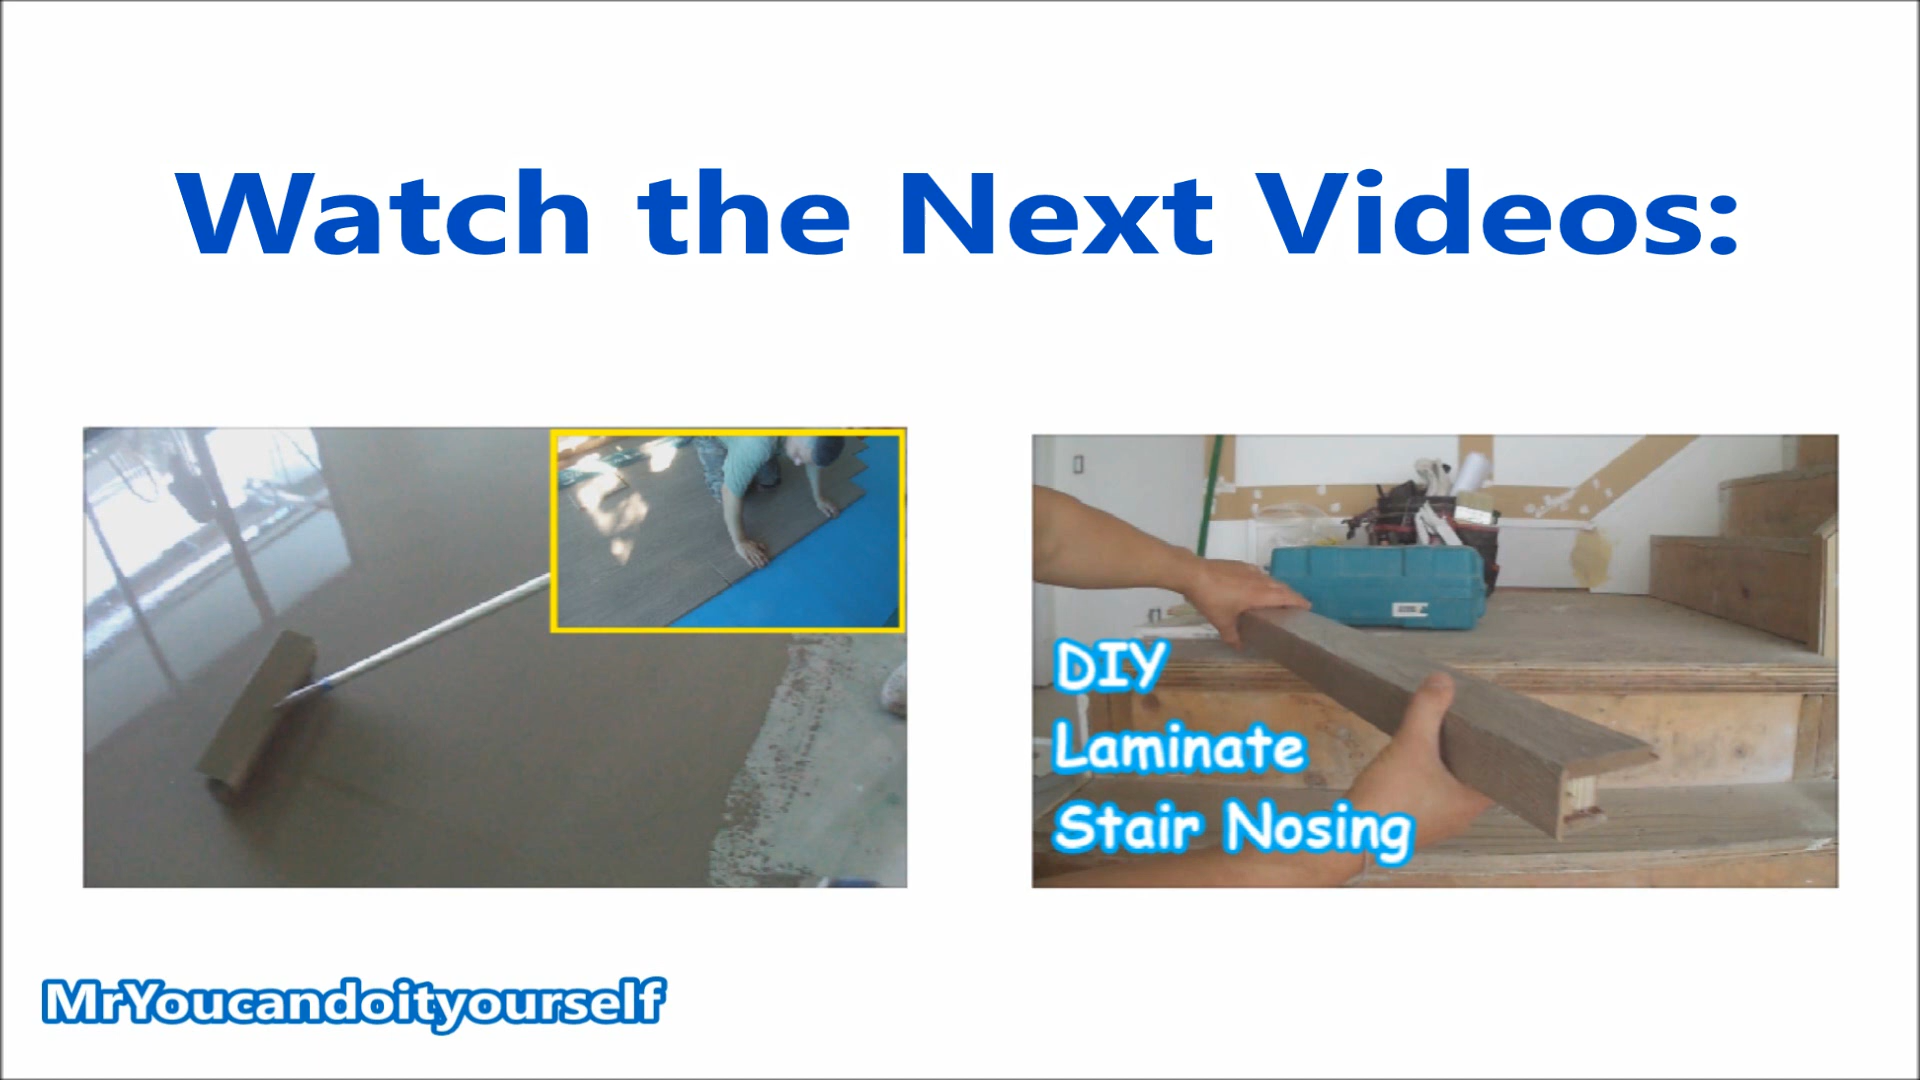 Watch the Next Videos:
DIY
Laminate
Stair Nosing
MrYoucandoityourself